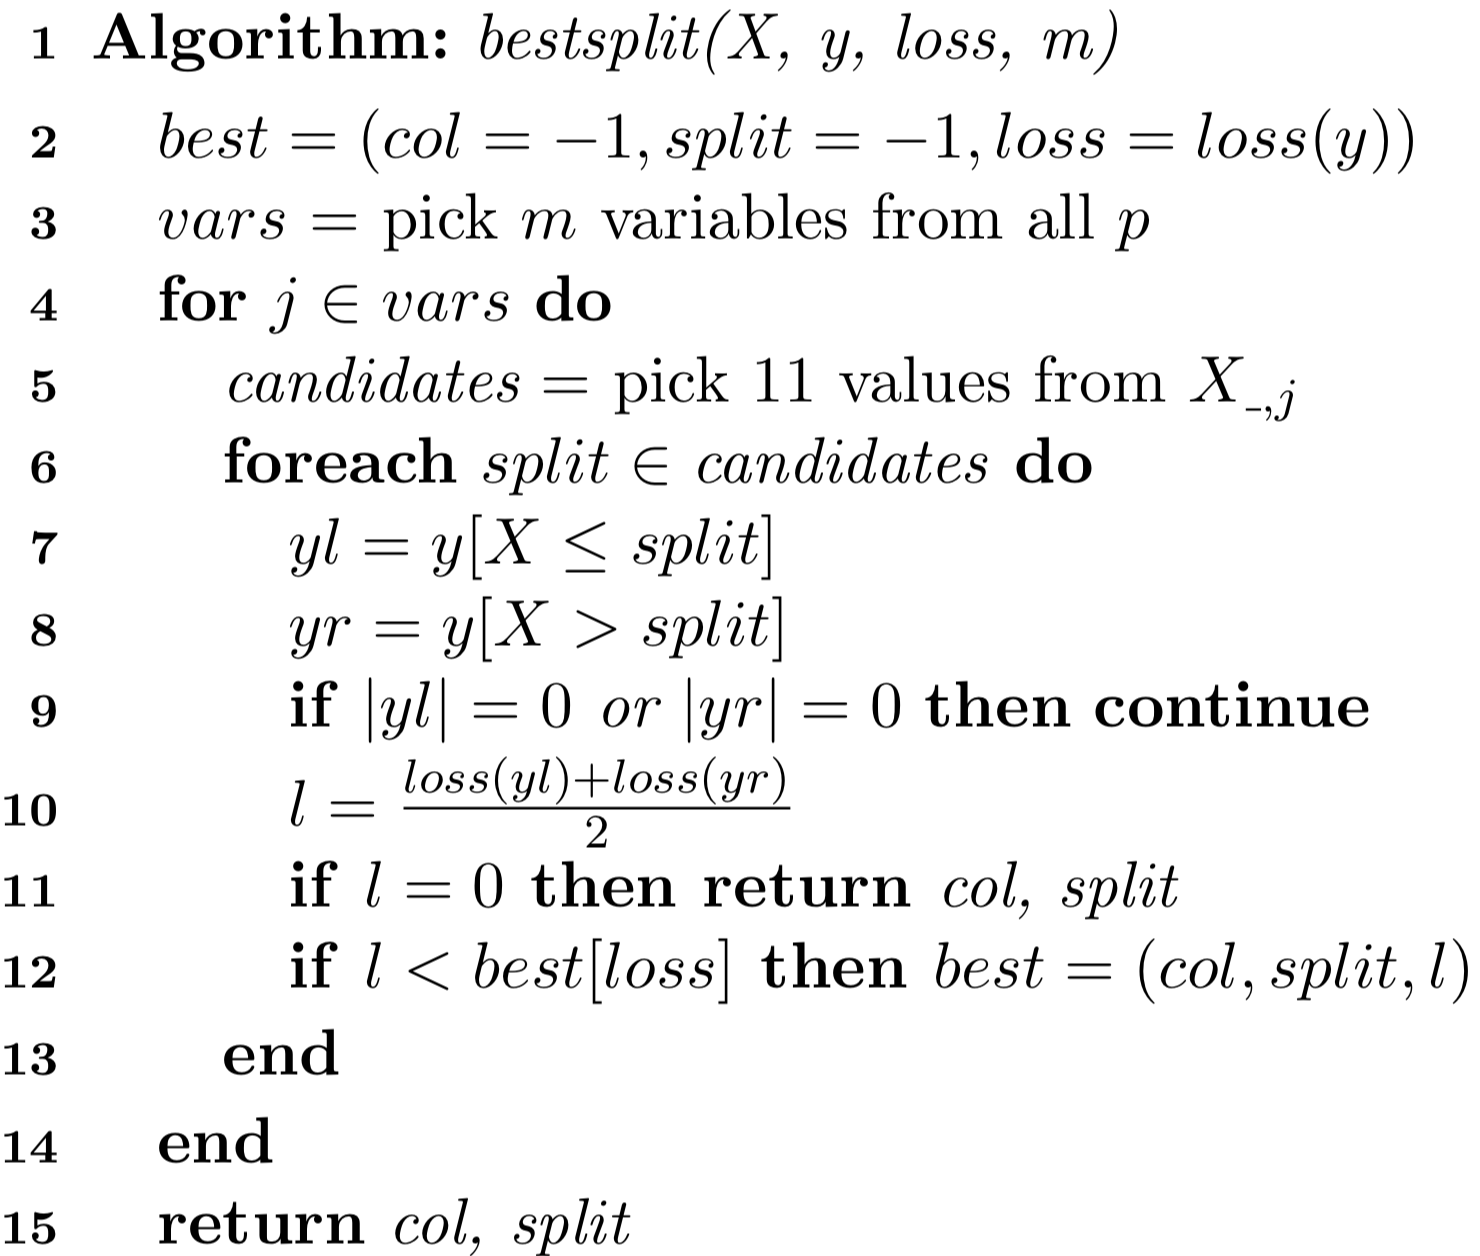 1 Algorithm: bestsplit(X, y, loss, m)
2 best = (col = −1, split = −1, loss = loss(y))
3 vars = pick m variables from all p
4 for j ∈ vars do
5 candidates = pick 11 values from X_{_,j}
6 foreach split ∈ candidates do
7 yl = y[X ≤ split]
8 yr = y[X > split]
9 if |yl| = 0 or |yr| = 0 then continue
10 l = \frac{loss(yl)+loss(yr)}{2}
11 if l = 0 then return col, split
12 if l < best[loss] then best = (col, split, l)
13 end
14 end
15 return col, split